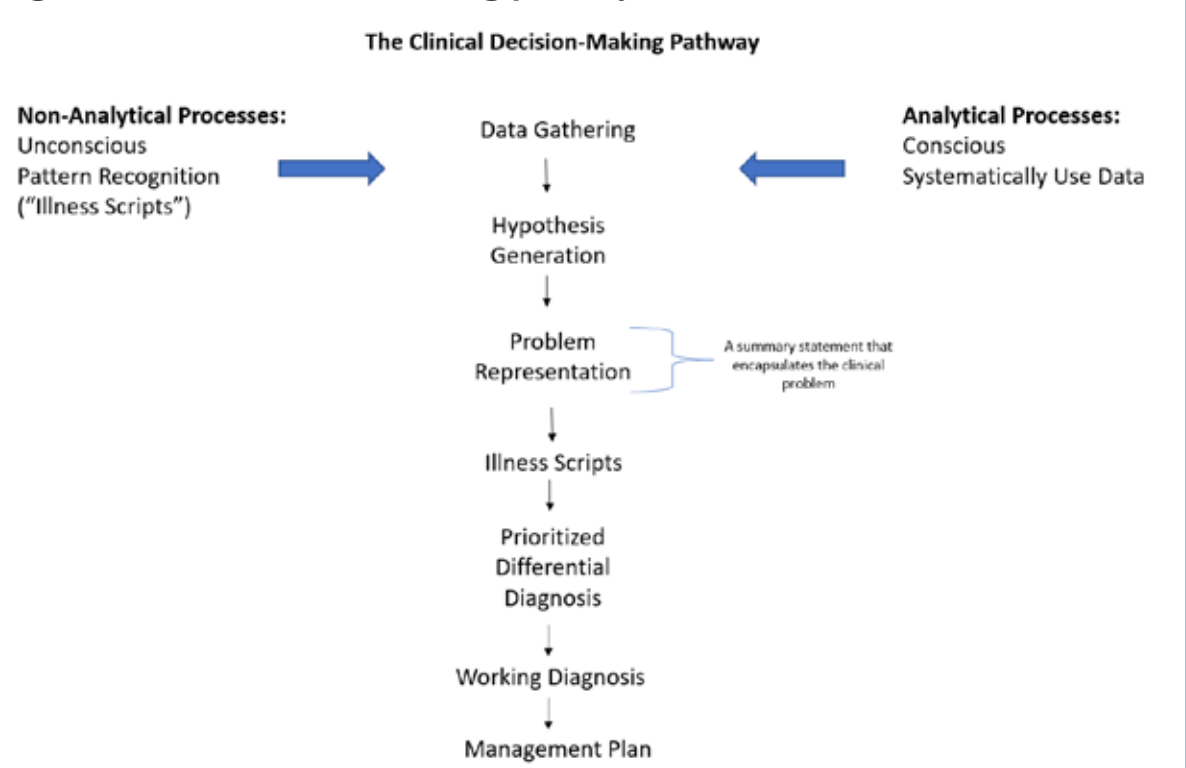 The Clinical Decision-Making Pathway
Non-Analytical Processes:
Unconscious
Pattern Recognition
("Illness Scripts")
Data Gathering
Analytical Processes:
Conscious
Systematically Use Data
Hypothesis
Generation
Problem
Representation
A summary statement that
encapsulates the clinical
problem
Illness Scripts
Prioritized
Differential
Diagnosis
Working Diagnosis
Management Plan